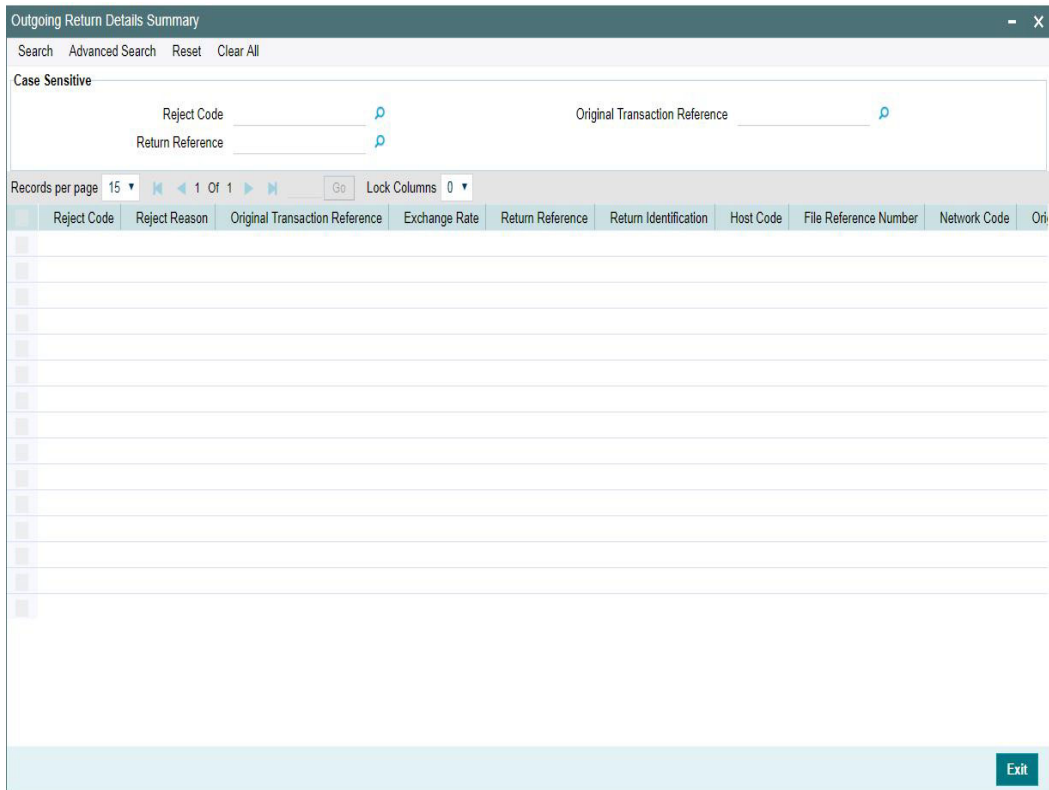 Outgoing Return Details Summary - X
Search Advanced Search Reset Clear All
Case Sensitive
Reject Code Original Transaction Reference
Return Reference
Records per page 15 1 Of 1 Go Lock Columns 0
Reject Code Reject Reason Original Transaction Reference Exchange Rate Return Reference Return Identification Host Code File Reference Number Network Code Ori
Exit